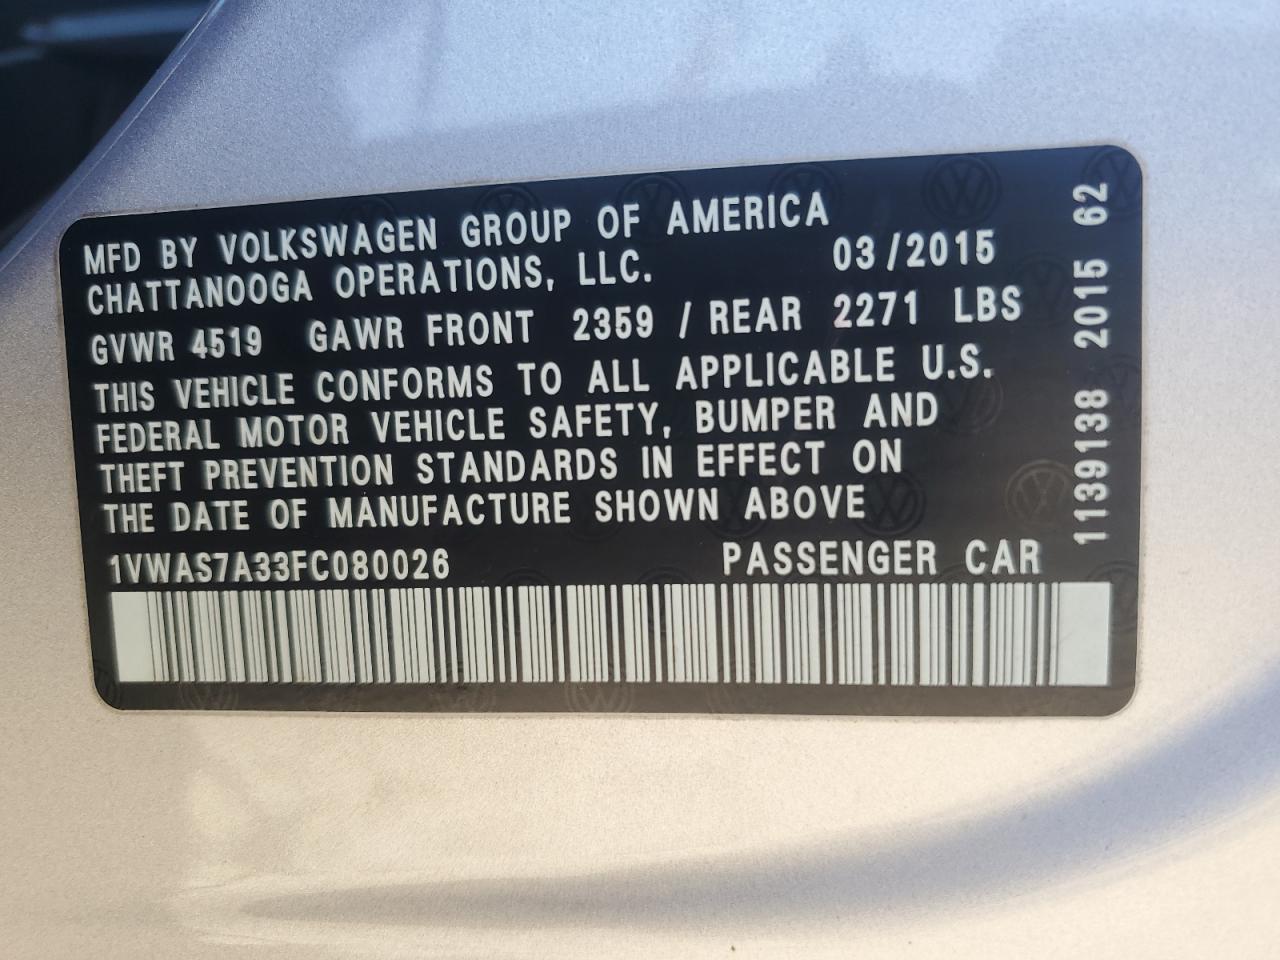 MFD BY VOLKSWAGEN GROUP OF AMERICA
CHATTANOOGA OPERATIONS, LLC. 03/2015
GVWR 4519 GAWR FRONT 2359 / REAR 2271 LBS
THIS VEHICLE CONFORMS TO ALL APPLICABLE U.S.
FEDERAL MOTOR VEHICLE SAFETY, BUMPER AND
THEFT PREVENTION STANDARDS IN EFFECT ON
THE DATE OF MANUFACTURE SHOWN ABOVE
1VWAS7A33FC080026 PASSENGER CAR
1139138 2015 62